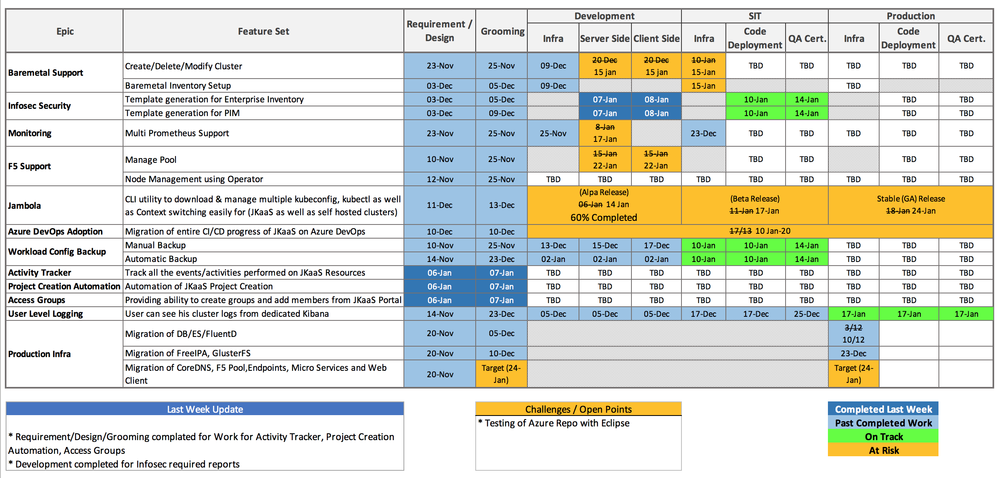 Epic Feature Set Requirement / Design Grooming Development SIT Production
Infra Server Side Client Side Infra Code Deployment QA Cert. Infra Code Deployment QA Cert.
Baremetal Support
Create/Delete/Modify Cluster 23-Nov 25-Nov 09-Dec 20 Dec 15 jan 20 Dec 15 jan 10-Jan 15-Jan TBD TBD TBD TBD TBD
Baremetal Inventory Setup 03-Dec 05-Dec 09-Dec 15-Jan TBD
Infosec Security
Template generation for Enterprise Inventory 03-Dec 05-Dec 07-Jan 08-Jan 10-Jan 14-Jan TBD TBD
Template generation for PIM 03-Dec 09-Dec 07-Jan 08-Jan 10-Jan 14-Jan TBD TBD
Monitoring Multi Prometheus Support 23-Nov 25-Nov 25-Nov 8-Jan 17-Jan 23-Dec TBD TBD TBD TBD TBD
F5 Support
Manage Pool 10-Nov 25-Nov 15-Jan 22-Jan 15-Jan 22-Jan TBD TBD TBD TBD
Node Management using Operator 12-Nov 25-Nov TBD TBD TBD TBD TBD TBD TBD TBD TBD
Jambola
CLI utility to download & manage multiple kubeconfig, kubectl as well
as Context switching easily for (JKaaS as well as self hosted clusters)
11-Dec 13-Dec
(Alpa Release)
06-Jan 14 Jan
60% Completed
(Beta Release)
11-Jan 17-Jan
Stable (GA) Release
18-Jan 24-Jan
Azure DevOps Adoption Migration of entire CI/CD progress of JKaaS on Azure DevOps 10-Dec 10-Dec 17/13 10 Jan-20
Workload Config Backup
Manual Backup 10-Nov 25-Nov 13-Dec 15-Dec 17-Dec 10-Jan 10-Jan 14-Jan TBD TBD TBD
Automatic Backup 14-Nov 23-Dec 02-Jan 02-Jan 02-Jan 10-Jan 10-Jan 14-Jan TBD TBD TBD
Activity Tracker Track all the events/activities performed on JKaaS Resources 06-Jan 07-Jan TBD TBD TBD TBD TBD TBD TBD TBD TBD
Project Creation Automation Automation of JKaaS Project Creation 06-Jan 07-Jan TBD TBD TBD TBD TBD TBD TBD TBD TBD
Access Groups Providing ability to create groups and add members from JKaaS Portal 06-Jan 07-Jan TBD TBD TBD TBD TBD TBD TBD TBD TBD
User Level Logging User can see his cluster logs from dedicated Kibana 14-Nov 23-Dec 05-Dec 05-Dec 05-Dec 17-Dec 17-Dec 25-Dec 17-Jan 17-Jan 17-Jan
Production Infra
Migration of DB/ES/FluentD 20-Nov 05-Dec 3/12 10/12
Migration of FreeIPA, GlusterFS 20-Nov 10-Dec 23-Dec
Migration of CoreDNS, F5 Pool,Endpoints, Micro Services and Web
Client
20-Nov Target (24-Jan) Target (24-Jan)
Last Week Update
* Requirement/Design/Grooming complated for Work for Activity Tracker, Project Creation
Automation, Access Groups
* Development completed for Infosec required reports
Challenges / Open Points
* Testing of Azure Repo with Eclipse
Completed Last Week
Past Completed Work
On Track
At Risk